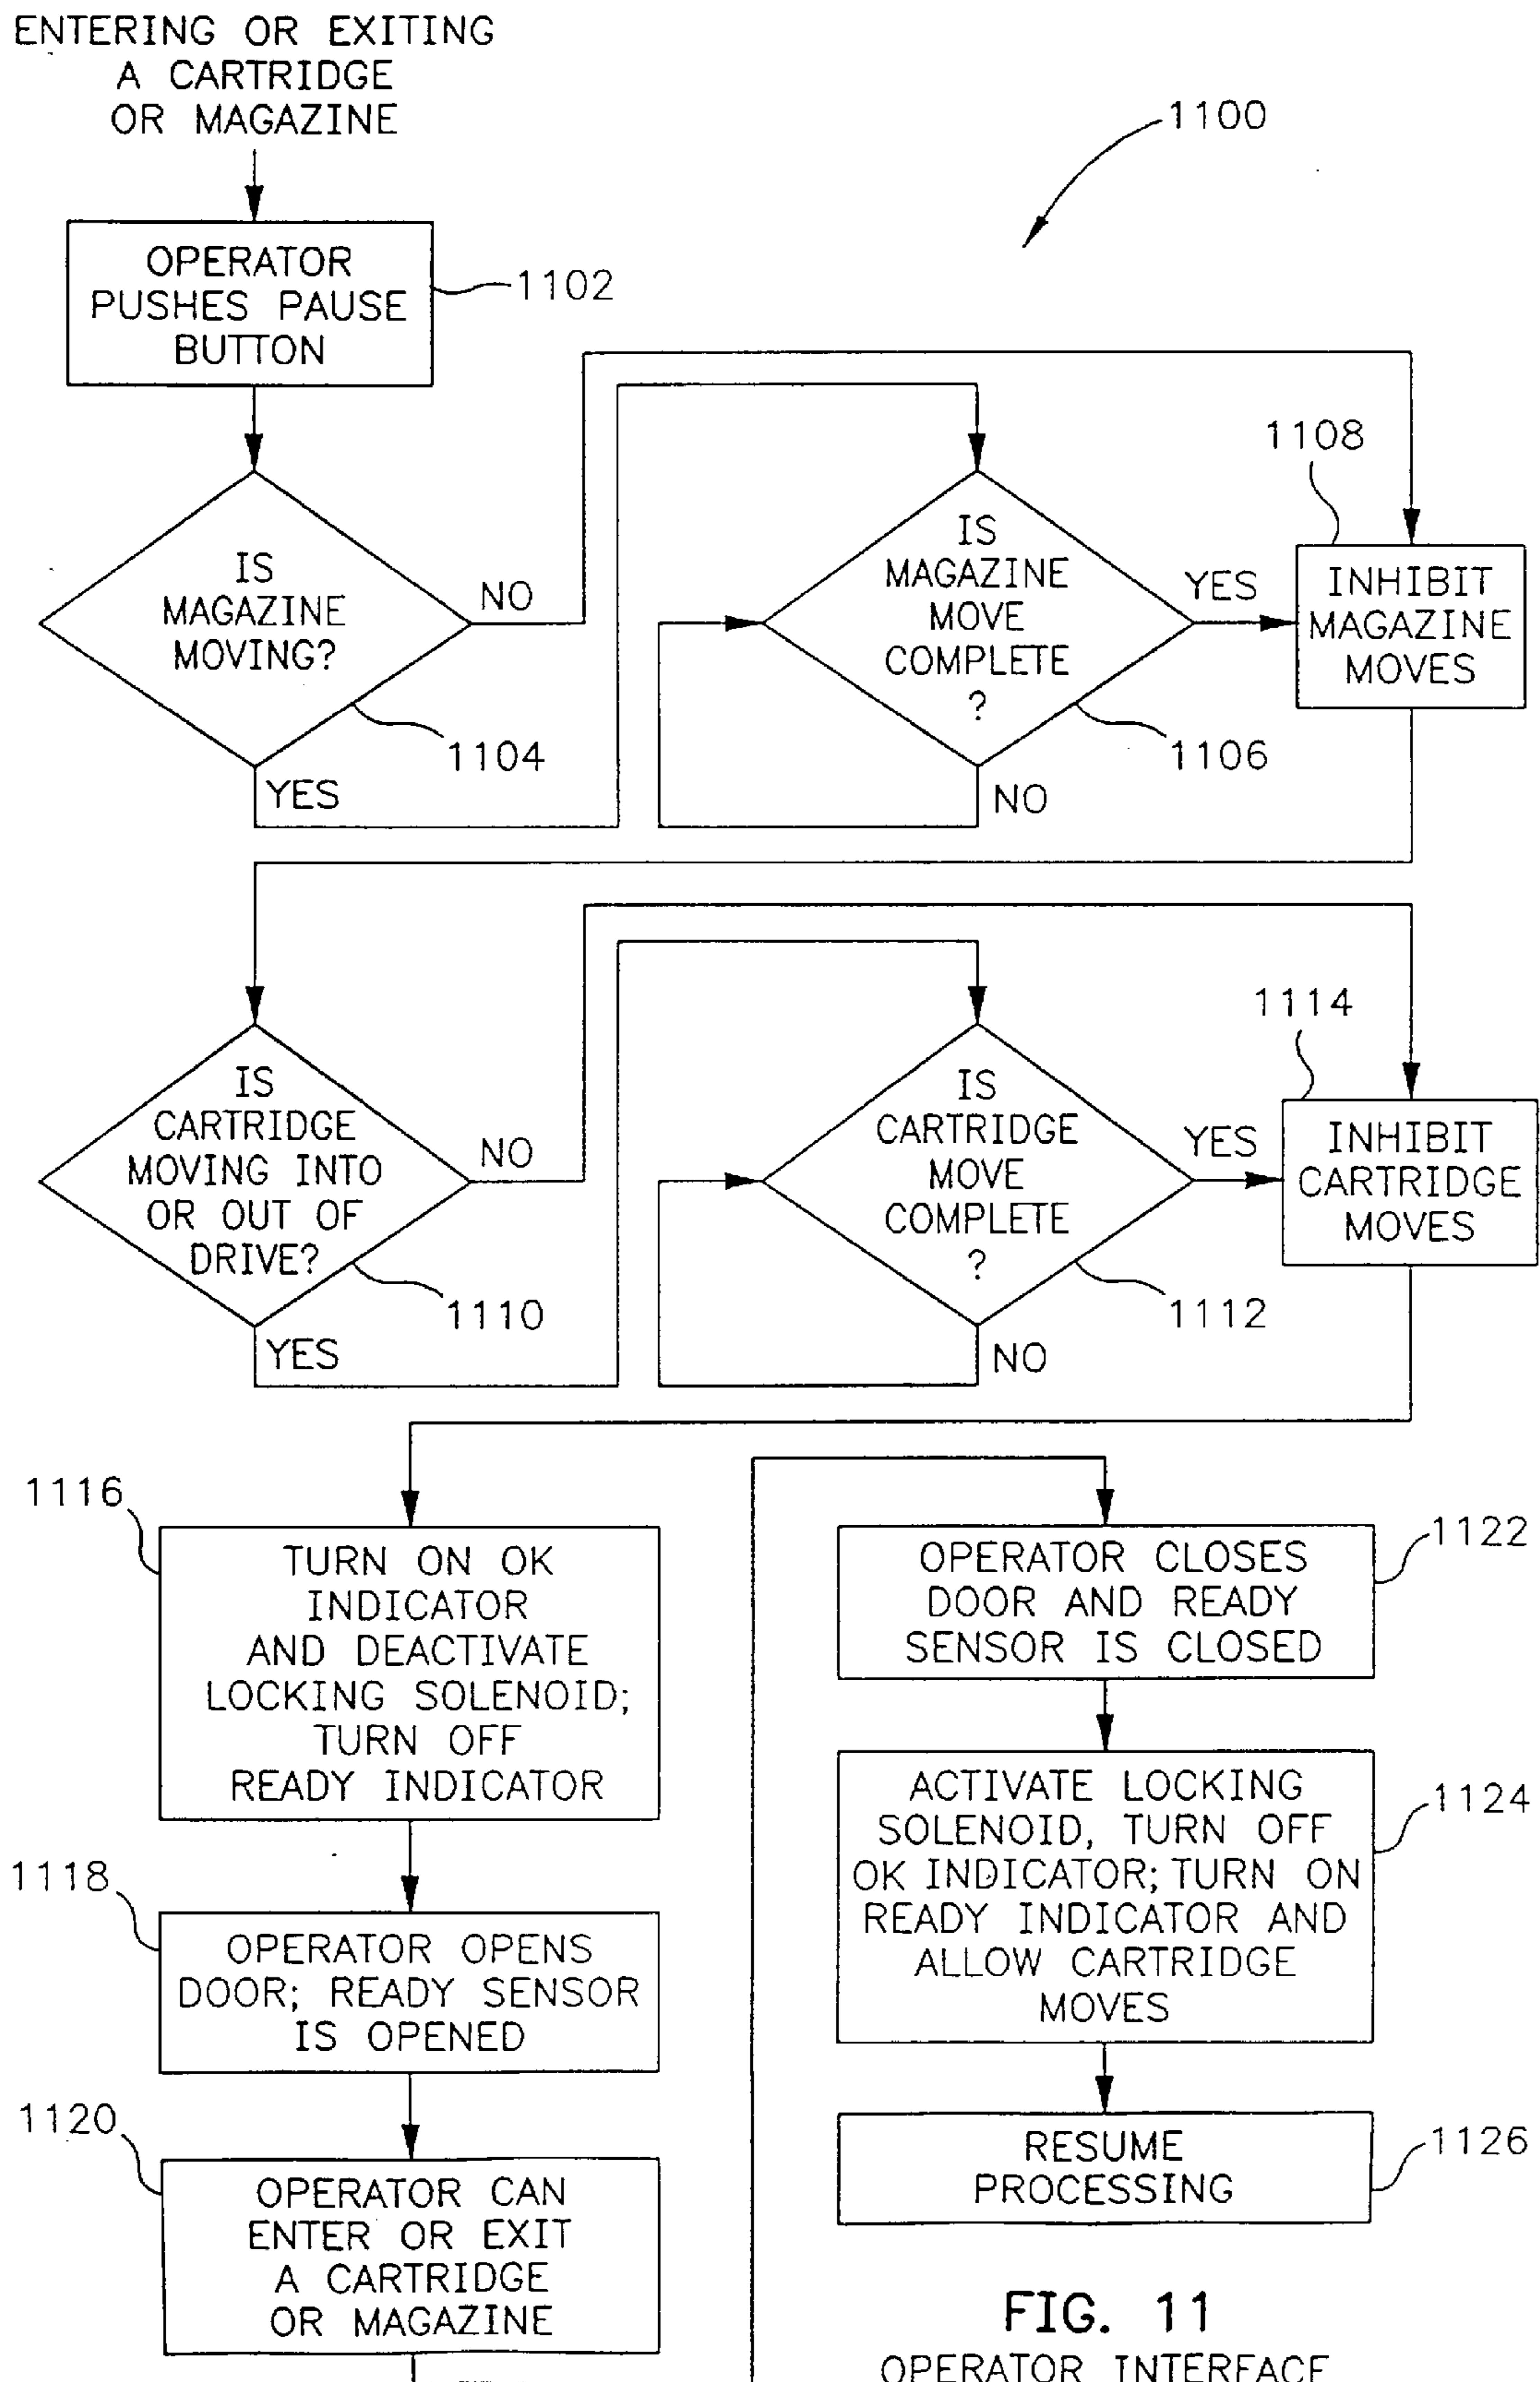 ENTERING OR EXITING
A CARTRIDGE
OR MAGAZINE
1100
OPERATOR
PUSHES PAUSE
BUTTON
1102
IS
MAGAZINE
MOVING?
NO
YES
1104
IS
MAGAZINE
MOVE
COMPLETE
?
YES
NO
1106
1108
INHIBIT
MAGAZINE
MOVES
IS
CARTRIDGE
MOVING INTO
OR OUT OF
DRIVE?
NO
YES
1110
IS
CARTRIDGE
MOVE
COMPLETE
?
YES
NO
1112
1114
INHIBIT
CARTRIDGE
MOVES
1116
TURN ON OK
INDICATOR
AND DEACTIVATE
LOCKING SOLENOID;
TURN OFF
READY INDICATOR
1118
OPERATOR OPENS
DOOR; READY SENSOR
IS OPENED
1120
OPERATOR CAN
ENTER OR EXIT
A CARTRIDGE
OR MAGAZINE
1122
OPERATOR CLOSES
DOOR AND READY
SENSOR IS CLOSED
1124
ACTIVATE LOCKING
SOLENOID, TURN OFF
OK INDICATOR; TURN ON
READY INDICATOR AND
ALLOW CARTRIDGE
MOVES
RESUME
PROCESSING
1126
FIG. 11
OPERATOR INTERFACE